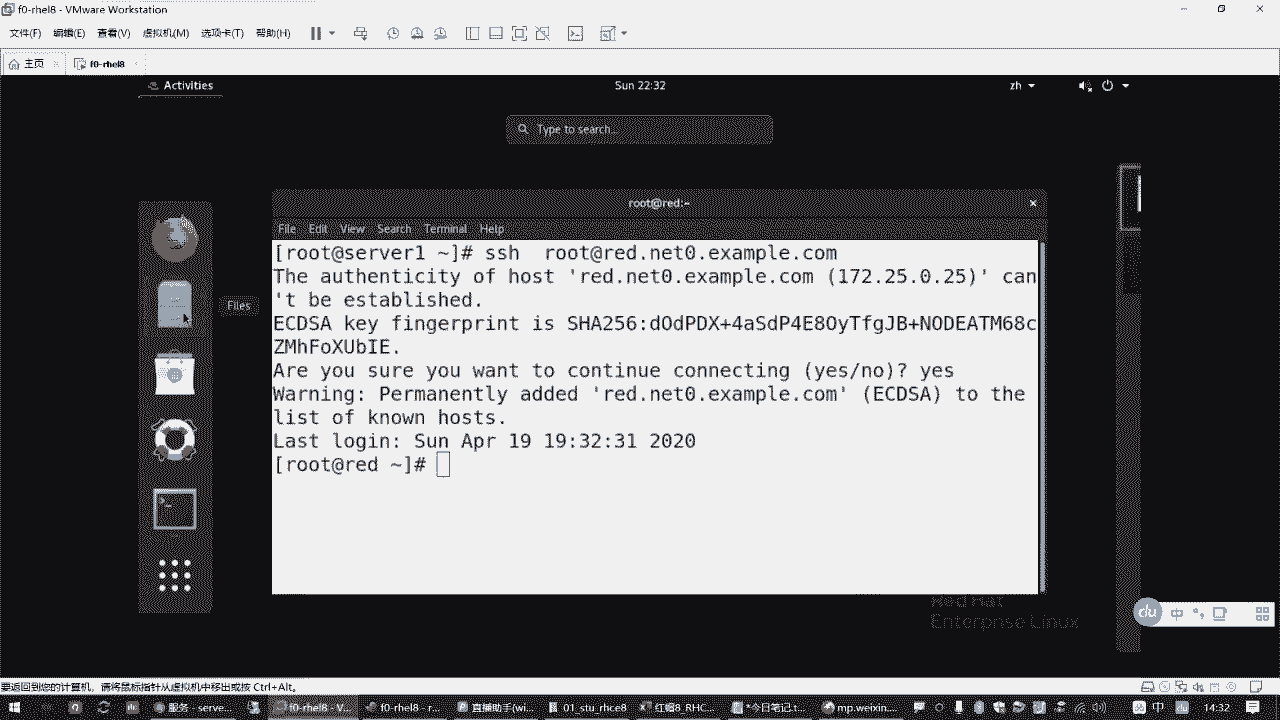 f0-rhel8 - VMware Workstation
文件(F) 编辑(E) 查看(V) 虚拟机(M) 选项卡(T) 帮助(H)
主页 f0-rhel8
Activities Sun 22:32 zh
Type to search...
root@red:~
File Edit View Search Terminal Help
[root@server1 ~]# ssh  root@red.net0.example.com
The authenticity of host 'red.net0.example.com (172.25.0.25)' can
't be established.
ECDSA key fingerprint is SHA256:dOdPDX+4aSdP4E8OyTfgJB+NODEATM68c
ZMhFoXUbIE.
Are you sure you want to continue connecting (yes/no)? yes
Warning: Permanently added 'red.net0.example.com' (ECDSA) to the
list of known hosts.
Last login: Sun Apr 19 19:32:31 2020
[root@red ~]#
Files
Red Hat
Enterprise Linux
du 中
要返回到您的计算机，请将鼠标指针从虚拟机中移出或按 Ctrl+Alt。
服务 - serve... f0-rhel8 - V... f0-rhel8 - r... 直播助手(wi... 01_stu_rhce8 红帽8_RHC... *今日笔记.t... mp.weixin.... 中 du 14:32